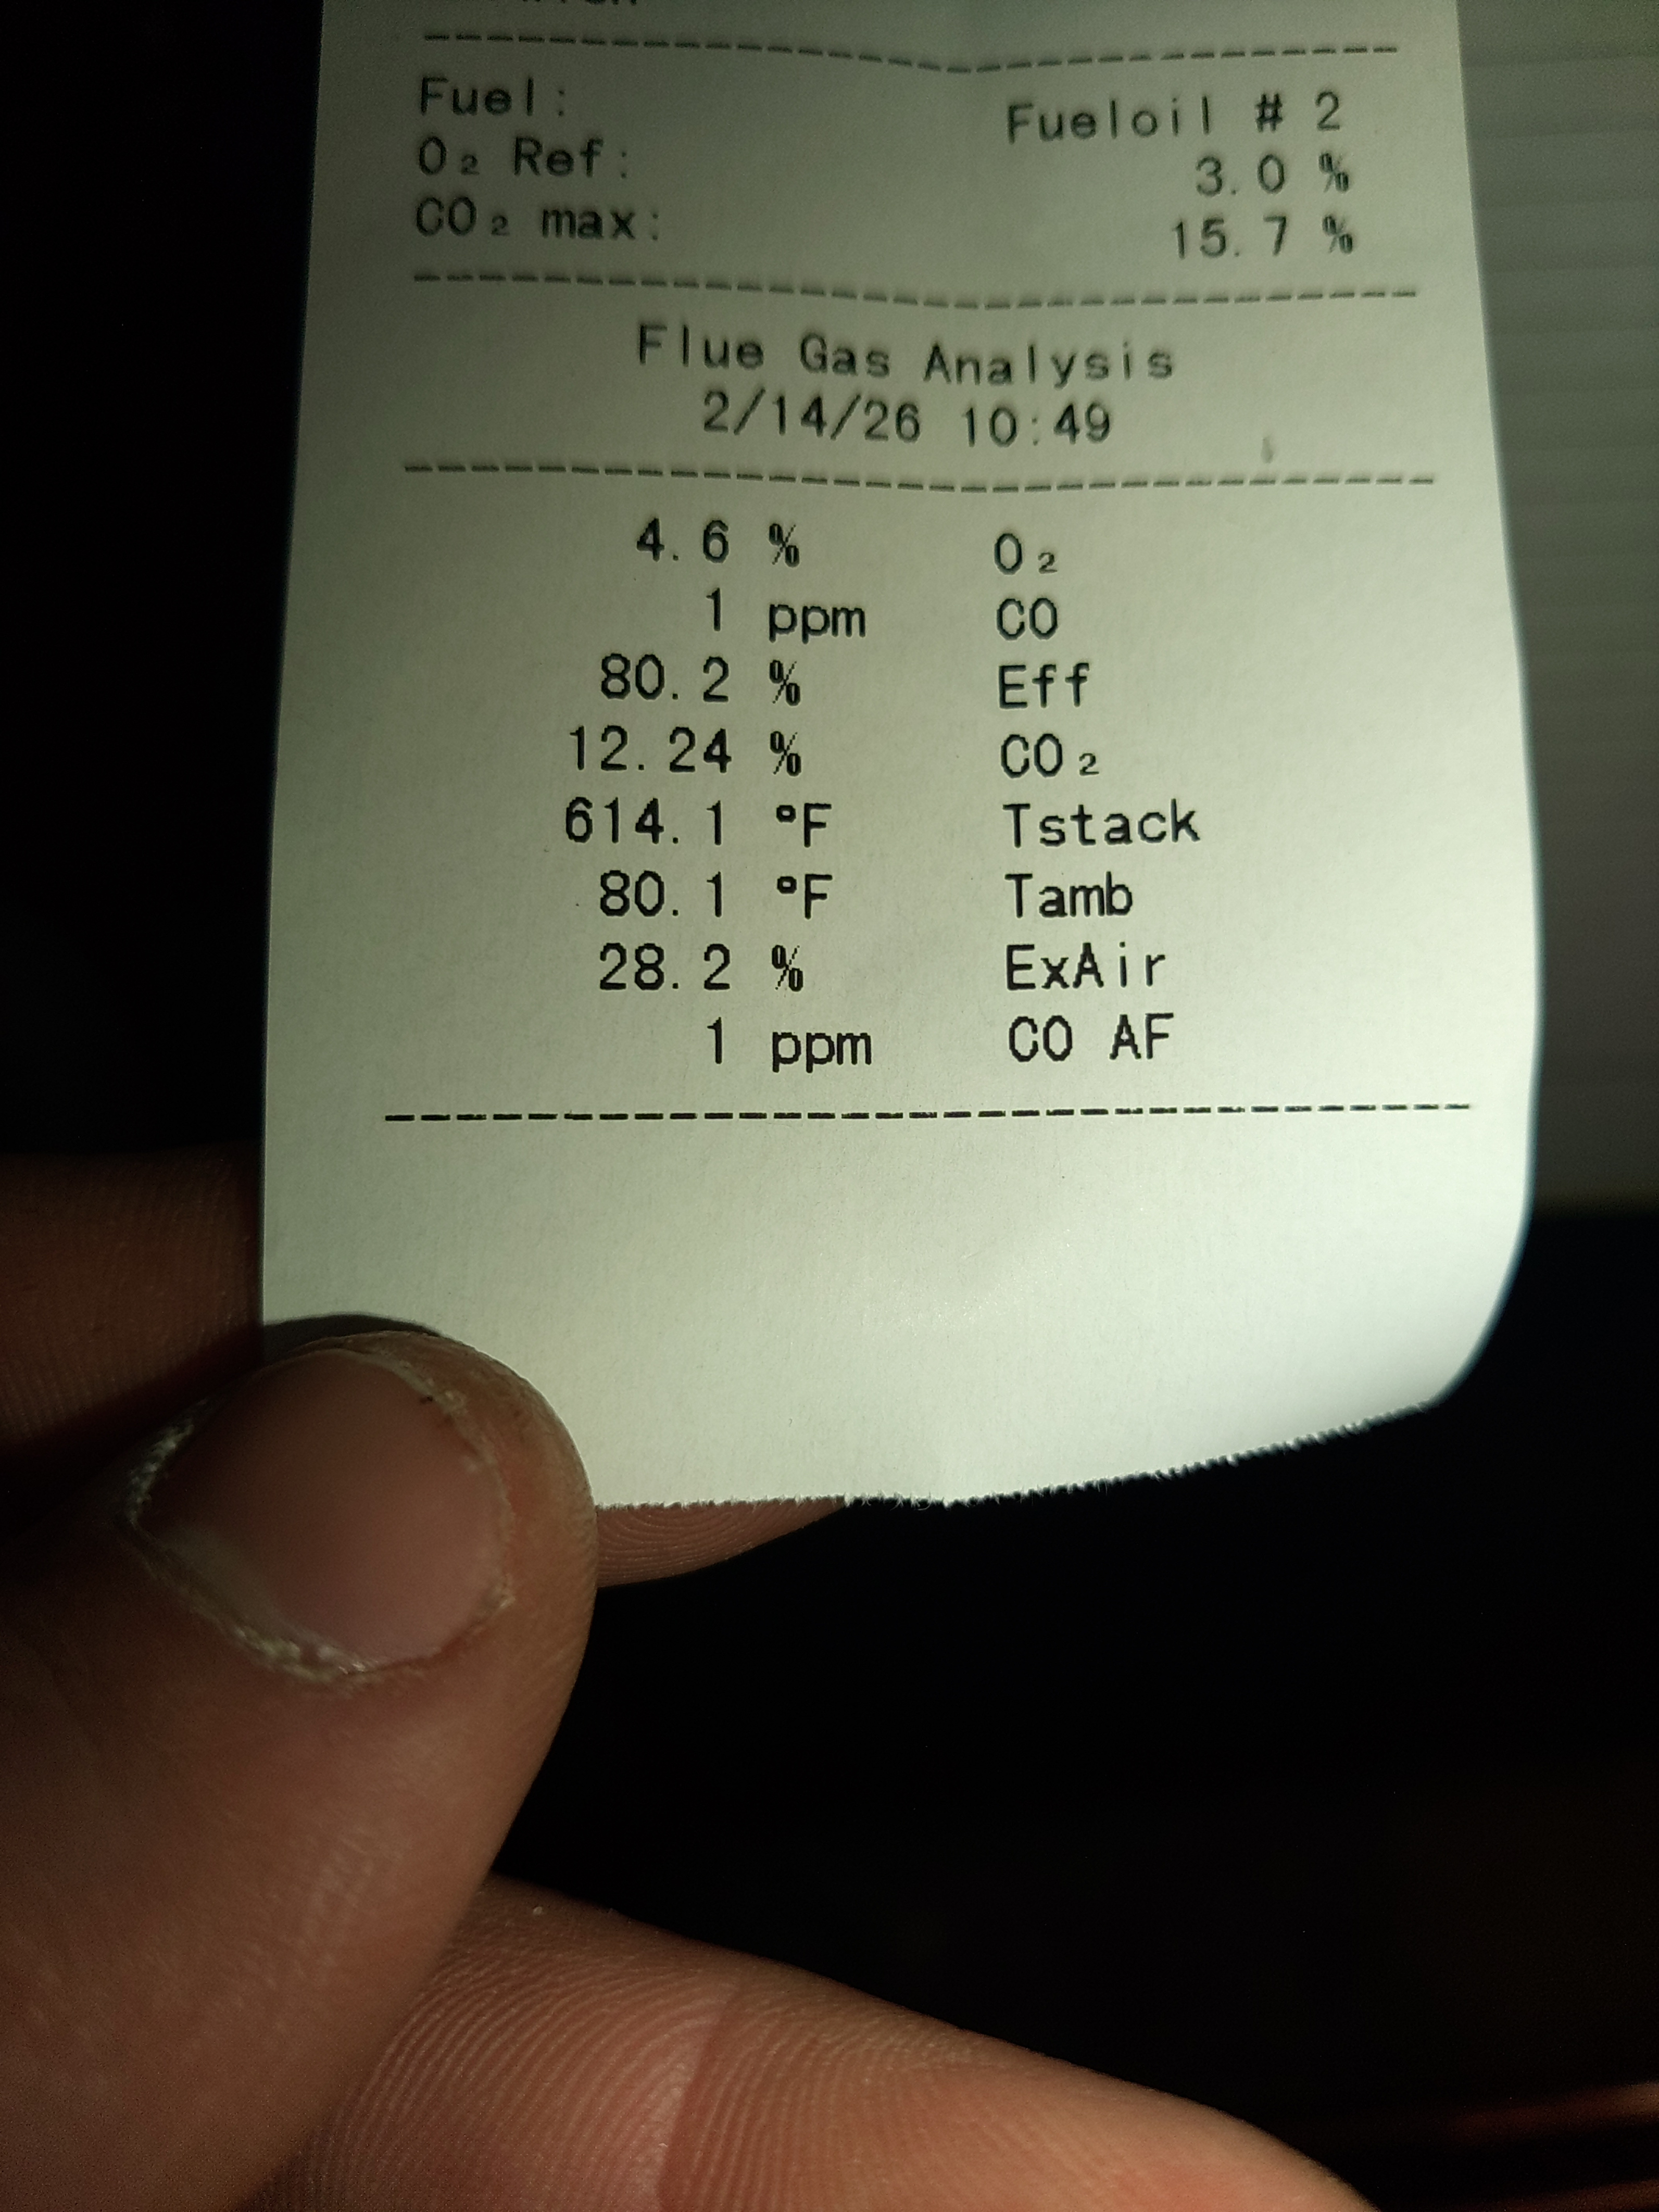 Fuel: Fueloil # 2
O₂ Ref: 3.0 %
CO₂ max: 15.7 %
Flue Gas Analysis
2/14/26 10:49
4.6 % O₂
1 ppm CO
80.2 % Eff
12.24 % CO₂
614.1 °F Tstack
80.1 °F Tamb
28.2 % ExAir
1 ppm CO AF